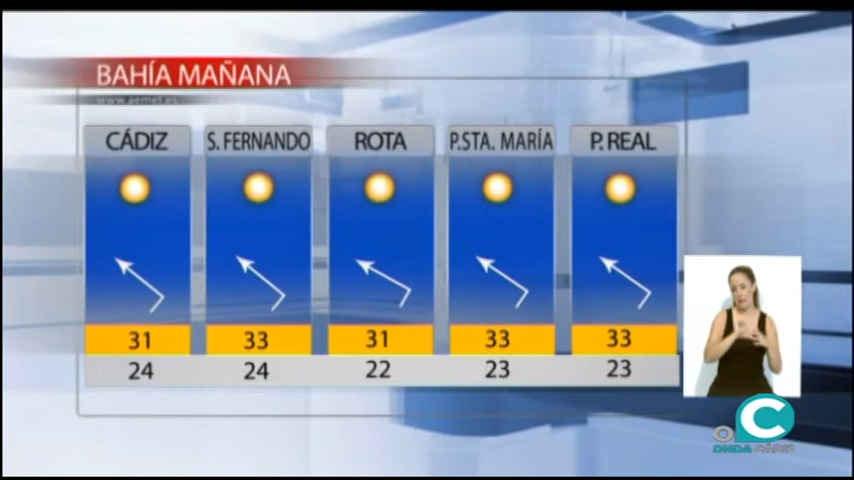 BAHÍA MAÑANA
www.aemet.es
CÁDIZ
S. FERNANDO
ROTA
P.STA. MARÍA
P. REAL
31
33
31
33
33
24
24
22
23
23
C
ONDA CÁDIZ